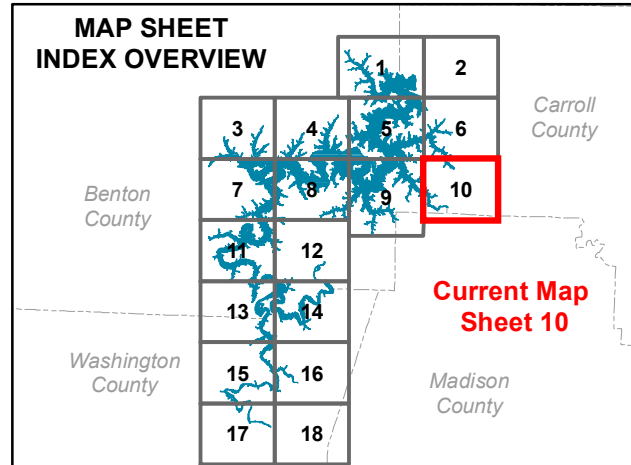 MAP SHEET
INDEX OVERVIEW
1
2
Carroll
County
3
4
5
6
Benton
County
7
8
9
10
11
12
Current Map
Sheet 10
13
14
Washington
County
15
16
Madison
County
17
18